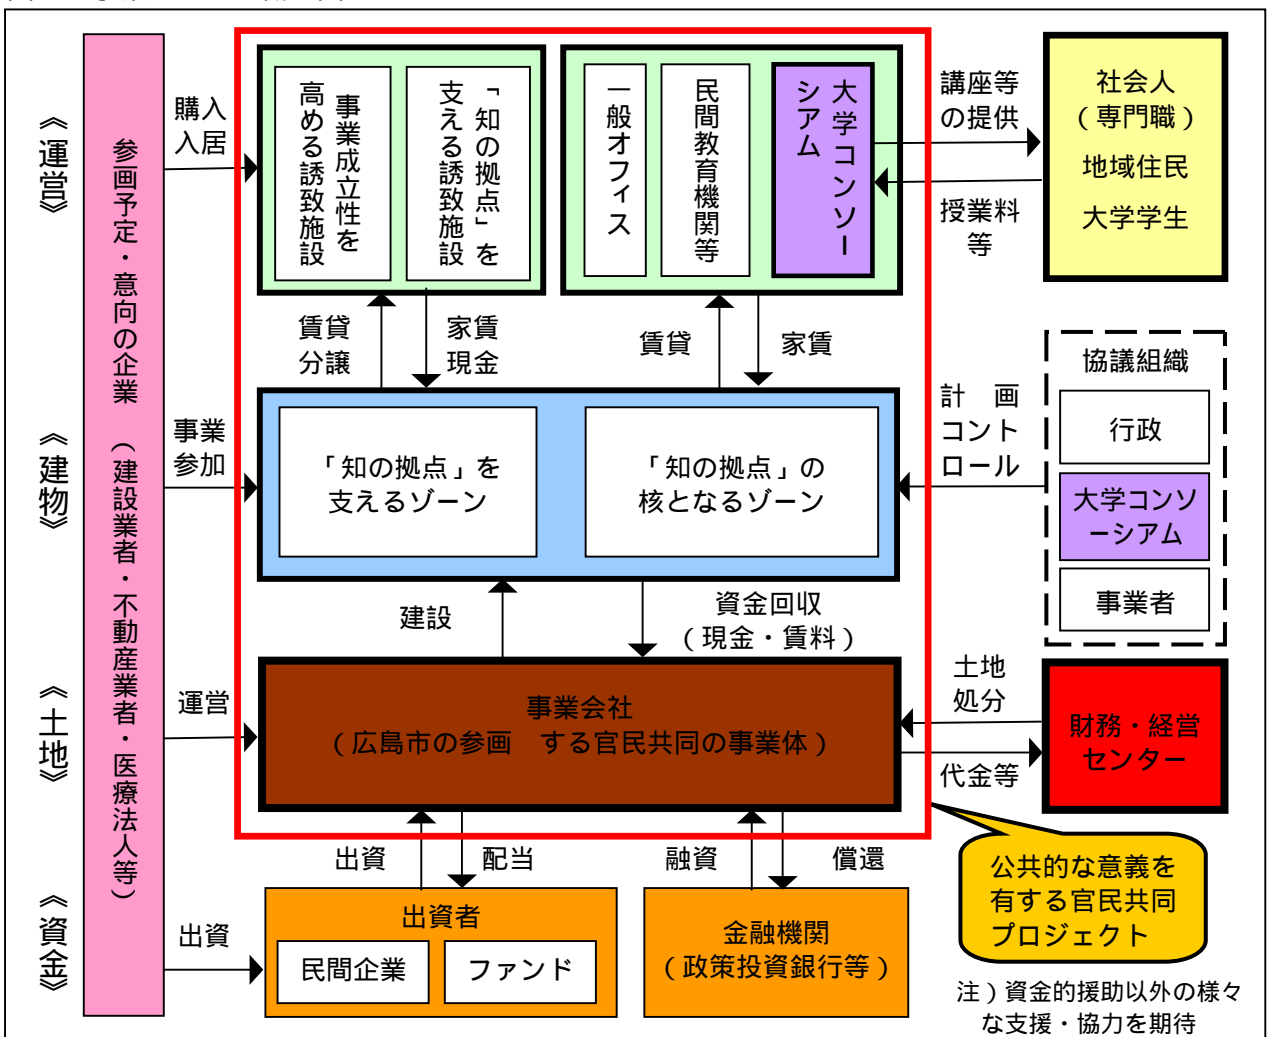 《運営》
《建物》
《土地》
《資金》
参画予定・意向の企業　(建設業者・不動産業者・医療法人等)
購入
入居
事業
参加
運営
出資
事業成立性を
高める誘致施設
「知の拠点」を
支える誘致施設
一般オフィス
民間教育機関等
大学コンソー
シアム
講座等
の提供
授業料
等
社会人
(専門職)
地域住民
大学学生
賃貸
分譲
家賃
現金
賃貸
家賃
「知の拠点」を
支えるゾーン
「知の拠点」の
核となるゾーン
計　画
コント
ロール
協議組織
行政
大学コンソ
ーシアム
事業者
建設
資金回収
(現金・賃料)
事業会社
(広島市の参画　する官民共同の事業体)
土地
処分
代金等
財務・経営
センター
出資
配当
融資
償還
出資者
民間企業
ファンド
金融機関
(政策投資銀行等)
公共的な意義を
有する官民共同
プロジェクト
注)資金的援助以外の様々
な支援・協力を期待